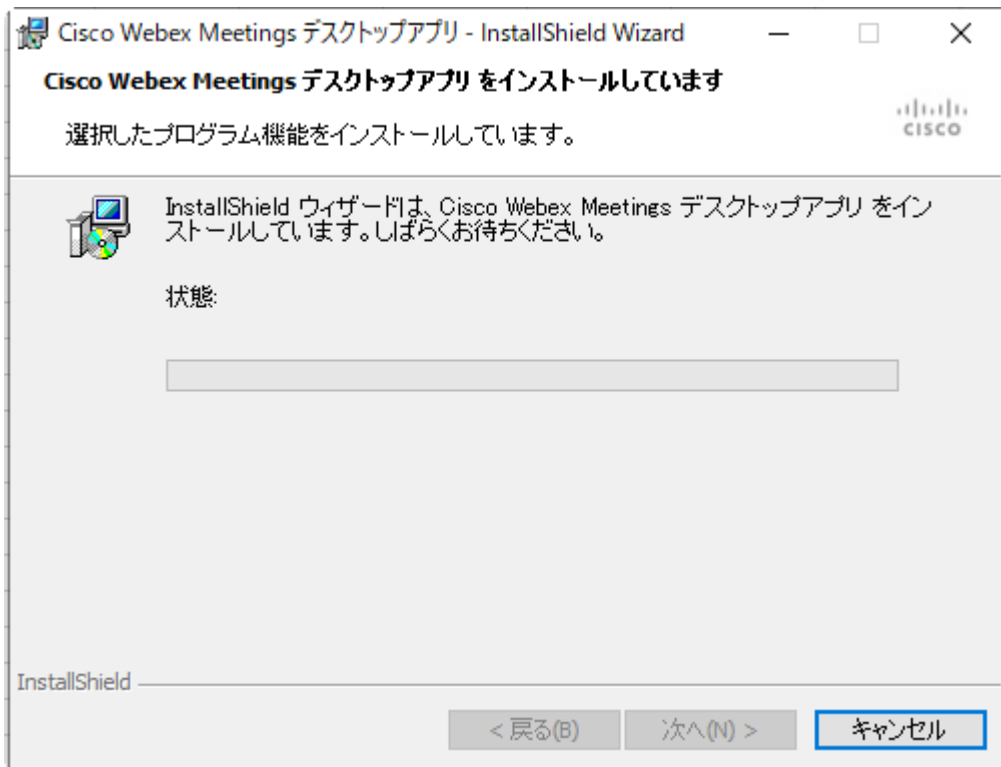 Cisco Webex Meetings デスクトップアプリ - InstallShield Wizard
Cisco Webex Meetings デスクトップアプリ をインストールしています
選択したプログラム機能をインストールしています。
CISCO
InstallShield ウィザードは、Cisco Webex Meetings デスクトップアプリ をイン
ストールしています。しばらくお待ちください。
状態:
InstallShield
< 戻る(B)
次へ(N) >
キャンセル